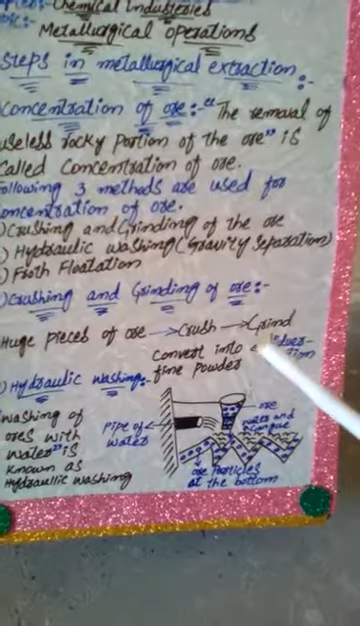 Chemical Industries
Metallurgical operations
Steps in metallurgical extraction:-
Concentration of ore:- "The removal of
useless rocky portion of the ore" is
called Concentration of ore.
following 3 methods are used for
concentration of ore.
)Crushing and Grinding of the ore
) Hydraulic washing (Gravity Separation)
) Froth Floatation
)Crushing and Grinding of ore:-
Huge pieces of ore → Crush → Grind
Convert into
fine powder
) Hydraulic Washing:-
washing of
ores with
water" is
known as
Hydraullic washing
pipe of
water
ore
water and
ore particles
at the bottom